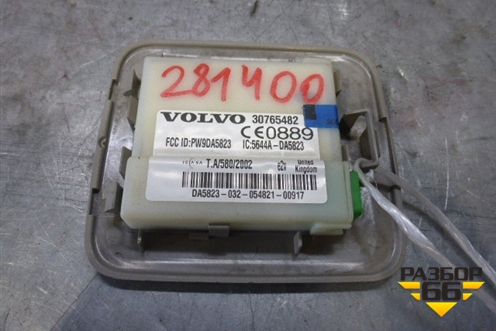 281400
VOLVO 30765482
CE0889
FCC ID:PW9DA5823 IC:5644A-DA5823
T.A/580/2002 United Kingdom
DA5823-032-054821-00917
РАЗБОР
66